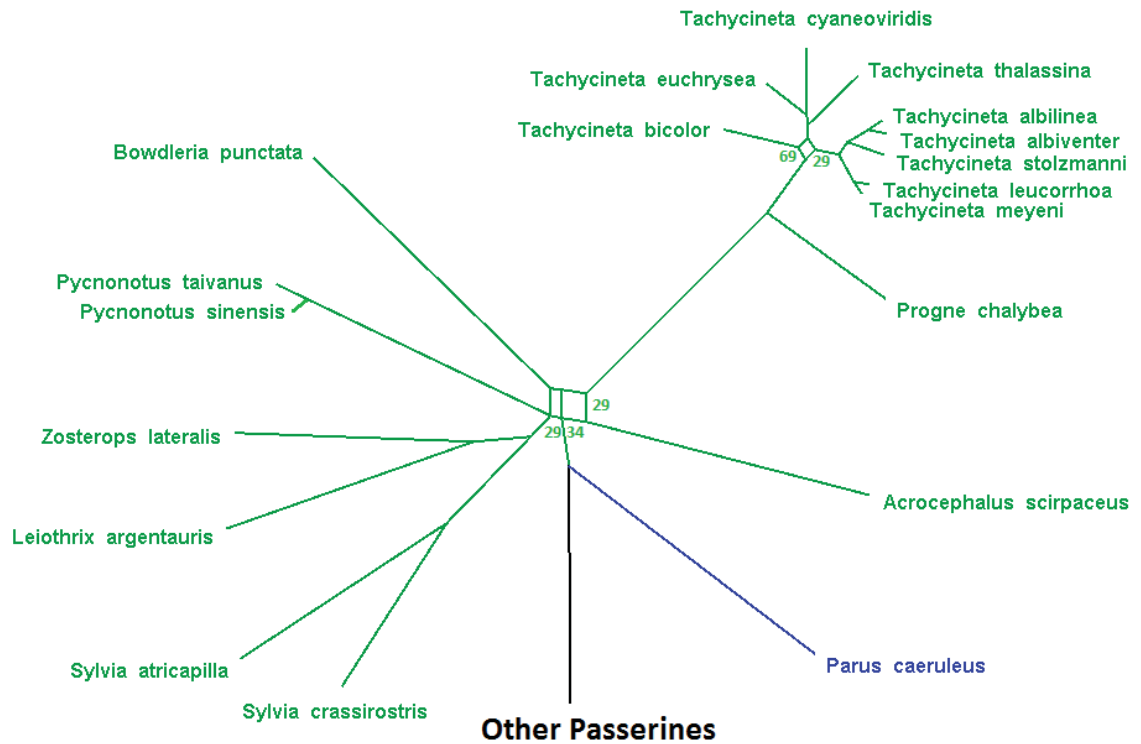 Tachycineta cyaneoviridis
Tachycineta euchrysea
Tachycineta thalassina
Tachycineta bicolor
Tachycineta albilinea
Tachycineta albiventer
Tachycineta stolzmanni
Tachycineta leucorrhoa
Tachycineta meyeni
69
29
Bowdleria punctata
Pycnonotus taivanus
Pycnonotus sinensis
Progne chalybea
29
29
34
Zosterops lateralis
Acrocephalus scirpaceus
Leiothrix argentauris
Sylvia atricapilla
Parus caeruleus
Sylvia crassirostris
Other Passerines